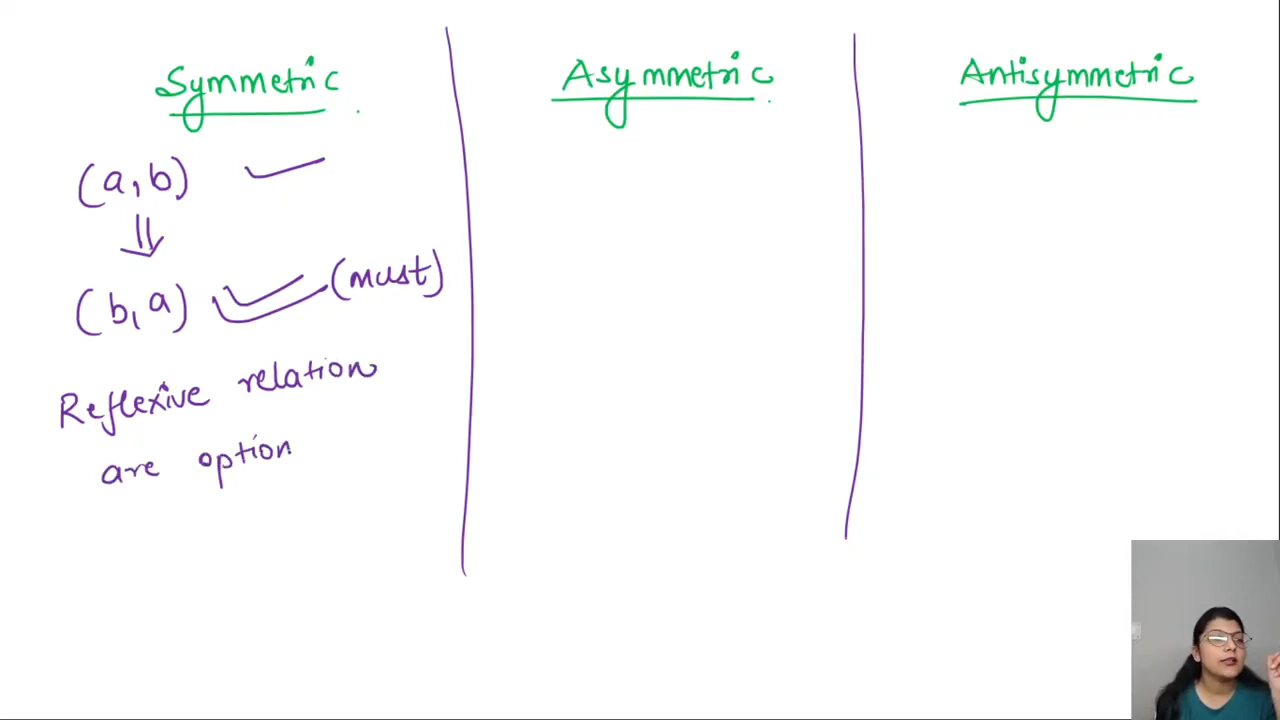 Symmetric
Asymmetric
Antisymmetric
(a, b)
(b, a) (must)
Reflexive relation
are option